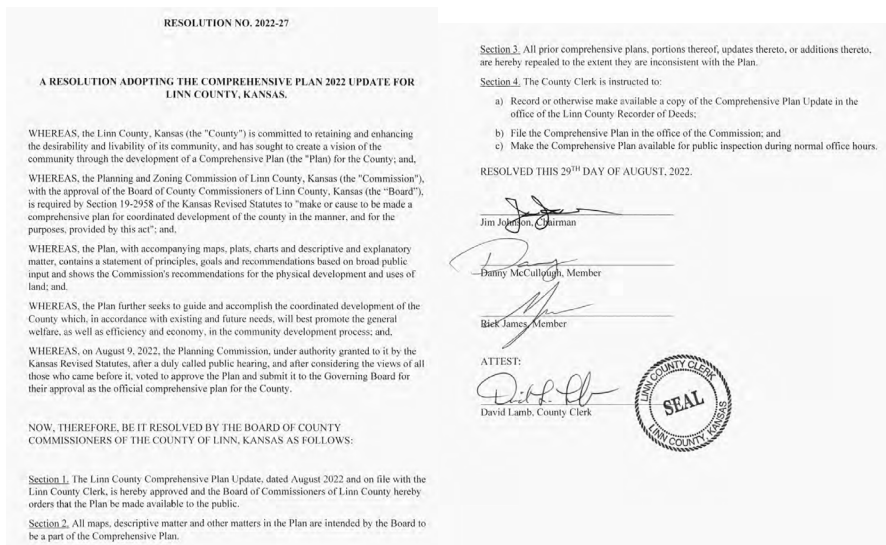 RESOLUTION NO. 2022-27
A RESOLUTION ADOPTING THE COMPREHENSIVE PLAN 2022 UPDATE FOR
LINN COUNTY, KANSAS.
WHEREAS, the Linn County, Kansas (the "County") is committed to retaining and enhancing
the desirability and livability of its community, and has sought to create a vision of the
community through the development of a Comprehensive Plan (the "Plan) for the County; and,
WHEREAS, the Planning and Zoning Commission of Linn County, Kansas (the "Commission"),
with the approval of the Board of County Commissioners of Linn County, Kansas (the "Board"),
is required by Section 19-2958 of the Kansas Revised Statutes to "make or cause to be made a
comprehensive plan for coordinated development of the county in the manner, and for the
purposes, provided by this act"; and,
WHEREAS, the Plan, with accompanying maps, plats, charts and descriptive and explanatory
matter, contains a statement of principles, goals and recommendations based on broad public
input and shows the Commission's recommendations for the physical development and uses of
land; and,
WHEREAS, the Plan further seeks to guide and accomplish the coordinated development of the
County which, in accordance with existing and future needs, will best promote the general
welfare, as well as efficiency and economy, in the community development process; and,
WHEREAS, on August 9, 2022, the Planning Commission, under authority granted to it by the
Kansas Revised Statutes, after a duly called public hearing, and after considering the views of all
those who came before it, voted to approve the Plan and submit it to the Governing Board for
their approval as the official comprehensive plan for the County.
NOW, THEREFORE, BE IT RESOLVED BY THE BOARD OF COUNTY
COMMISSIONERS OF THE COUNTY OF LINN, KANSAS AS FOLLOWS:
Section 1. The Linn County Comprehensive Plan Update, dated August 2022 and on file with the
Linn County Clerk, is hereby approved and the Board of Commissioners of Linn County hereby
orders that the Plan be made available to the public.
Section 2. All maps, descriptive matter and other matters in the Plan are intended by the Board to
be a part of the Comprehensive Plan.
Section 3. All prior comprehensive plans, portions thereof, updates thereto, or additions thereto,
are hereby repealed to the extent they are inconsistent with the Plan.
Section 4. The County Clerk is instructed to:
a) Record or otherwise make available a copy of the Comprehensive Plan Update in the
office of the Linn County Recorder of Deeds;
b) File the Comprehensive Plan in the office of the Commission; and
c) Make the Comprehensive Plan available for public inspection during normal office hours.
RESOLVED THIS 29TH DAY OF AUGUST, 2022.
Jim Johnson, Chairman
Danny McCullough, Member
Rick James, Member
ATTEST:
David Lamb, County Clerk
LINN COUNTY CLERK
SEAL
LINN COUNTY, KANSAS